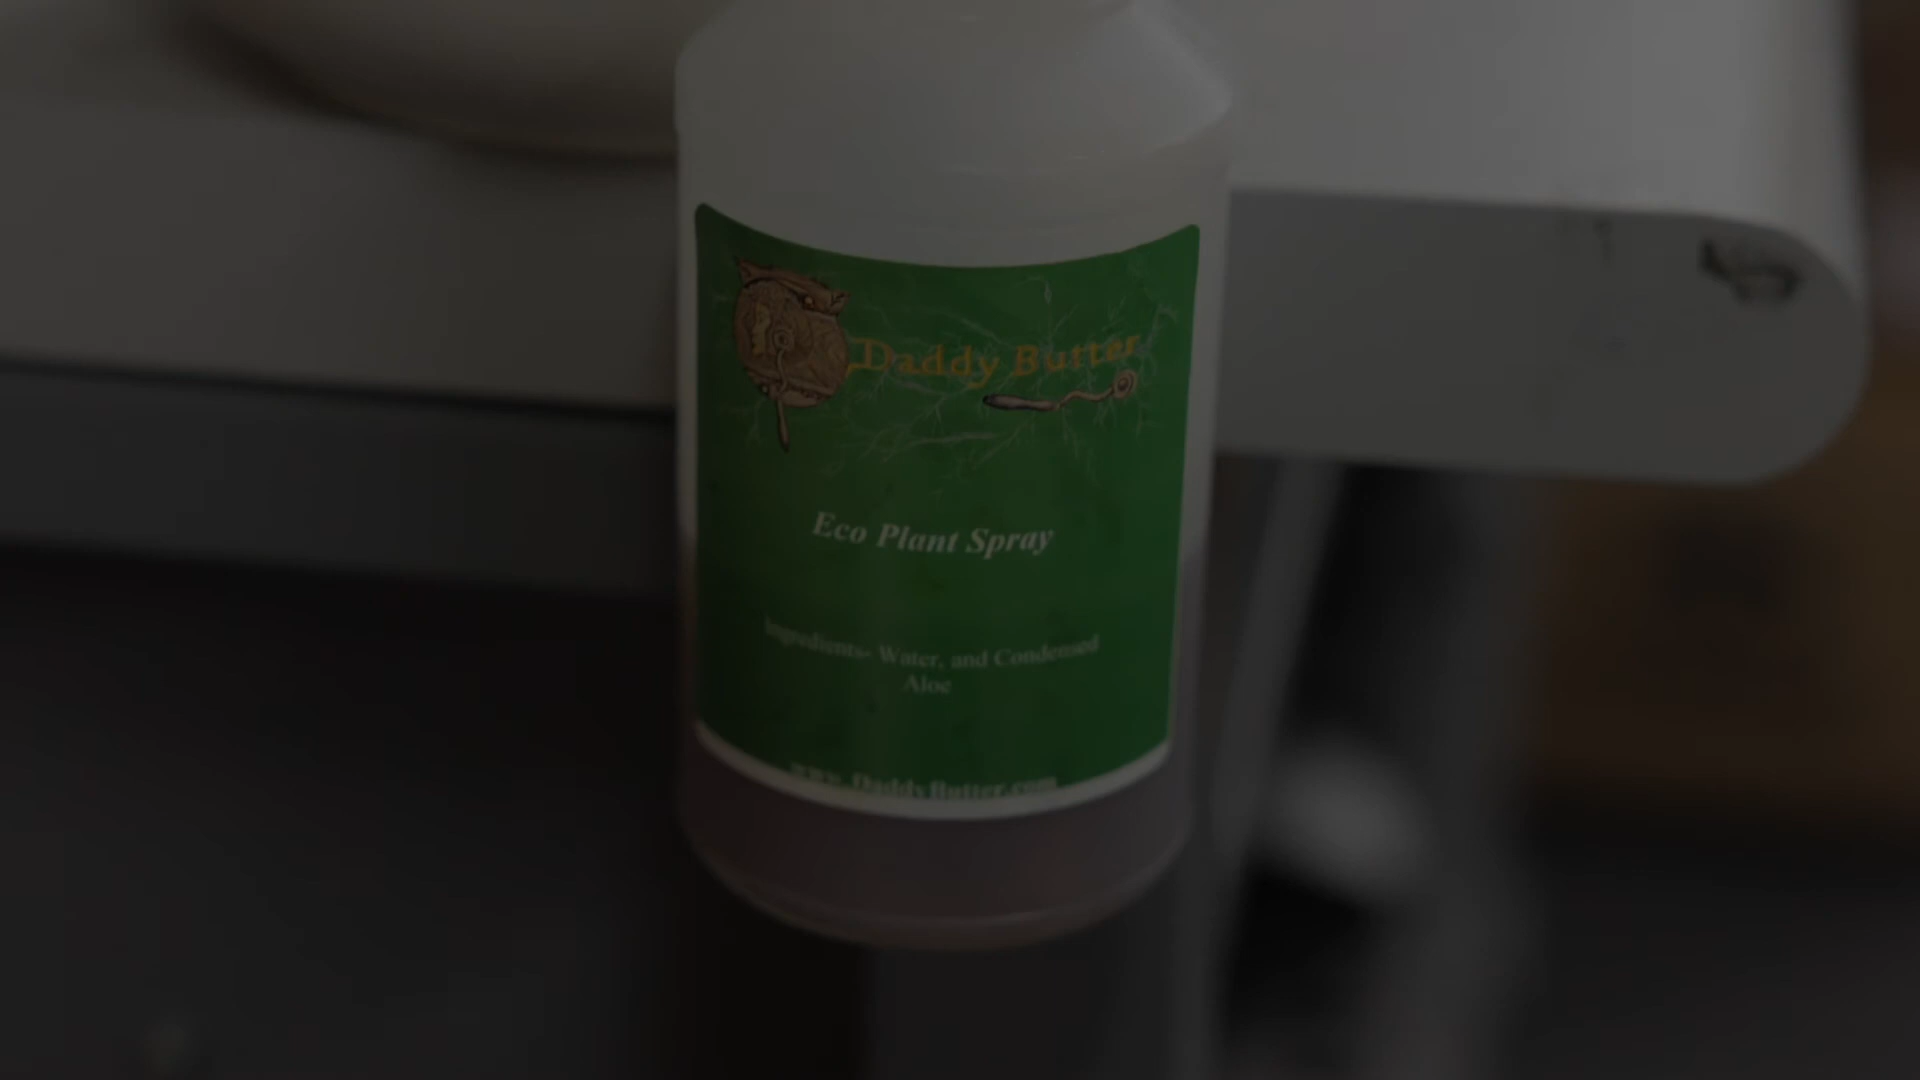 Daddy Butter
Eco Plant Spray
Ingredients- Water, and Condensed
Aloe
www.DaddyButter.com